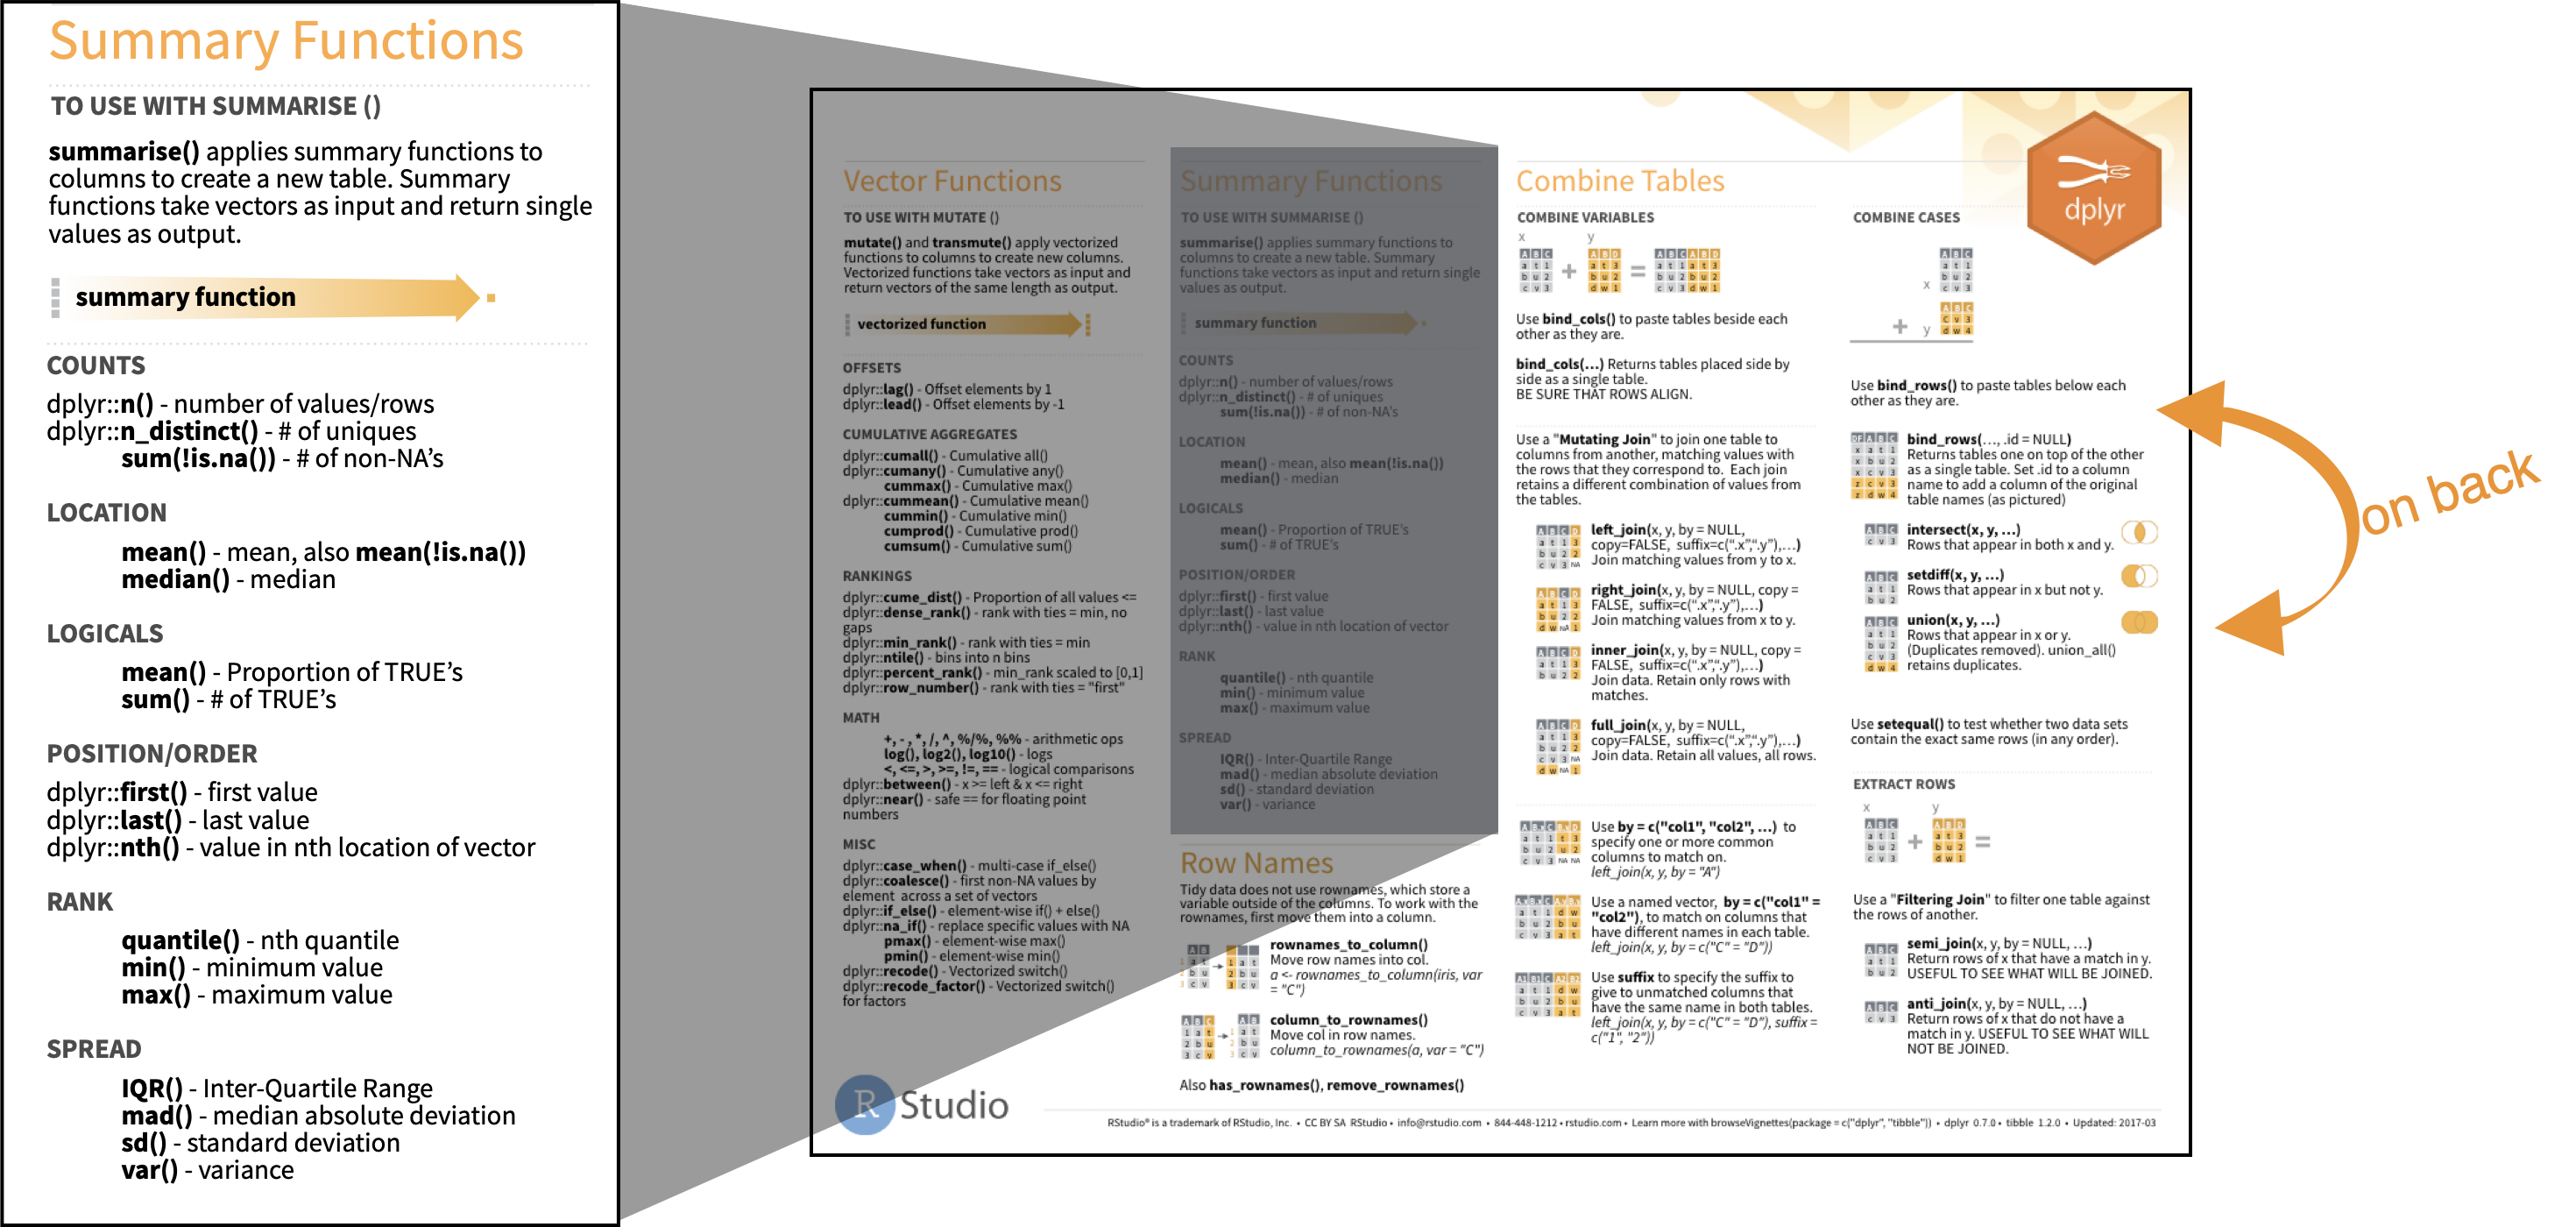 Summary Functions
TO USE WITH SUMMARISE ()
summarise() applies summary functions to
columns to create a new table. Summary
functions take vectors as input and return single
values as output.
summary function
COUNTS
dplyr::n() - number of values/rows
dplyr::n_distinct() - # of uniques
sum(!is.na()) - # of non-NA’s
LOCATION
mean() - mean, also mean(!is.na())
median() - median
LOGICALS
mean() - Proportion of TRUE’s
sum() - # of TRUE’s
POSITION/ORDER
dplyr::first() - first value
dplyr::last() - last value
dplyr::nth() - value in nth location of vector
RANK
quantile() - nth quantile
min() - minimum value
max() - maximum value
SPREAD
IQR() - Inter-Quartile Range
mad() - median absolute deviation
sd() - standard deviation
var() - variance
Vector Functions
TO USE WITH MUTATE ()
mutate() and transmute() apply vectorized
functions to columns to create new columns.
Vectorized functions take vectors as input and
return vectors of the same length as output.
vectorized function
OFFSETS
dplyr::lag() - Offset elements by 1
dplyr::lead() - Offset elements by -1
CUMULATIVE AGGREGATES
dplyr::cumall() - Cumulative all()
dplyr::cumany() - Cumulative any()
cummax() - Cumulative max()
dplyr::cummean() - Cumulative mean()
cummin() - Cumulative min()
cumprod() - Cumulative prod()
cumsum() - Cumulative sum()
RANKINGS
dplyr::cume_dist() - Proportion of all values <=
dplyr::dense_rank() - rank with ties = min, no
gaps
dplyr::min_rank() - rank with ties = min
dplyr::ntile() - bins into n bins
dplyr::percent_rank() - min_rank scaled to [0,1]
dplyr::row_number() - rank with ties = "first"
MATH
+, - , *, /, ^, %/%, %% - arithmetic ops
log(), log2(), log10() - logs
<, <=, >, >=, !=, == - logical comparisons
dplyr::between() - x >= left & x <= right
dplyr::near() - safe == for floating point
numbers
MISC
dplyr::case_when() - multi-case if_else()
dplyr::coalesce() - first non-NA values by
element across a set of vectors
dplyr::if_else() - element-wise if() + else()
dplyr::na_if() - replace specific values with NA
pmax() - element-wise max()
pmin() - element-wise min()
dplyr::recode() - Vectorized switch()
dplyr::recode_factor() - Vectorized switch()
for factors
R Studio
Summary Functions
TO USE WITH SUMMARISE ()
summarise() applies summary functions to
columns to create a new table. Summary
functions take vectors as input and return single
values as output.
summary function
COUNTS
dplyr::n() - number of values/rows
dplyr::n_distinct() - # of uniques
sum(!is.na()) - # of non-NA’s
LOCATION
mean() - mean, also mean(!is.na())
median() - median
LOGICALS
mean() - Proportion of TRUE’s
sum() - # of TRUE’s
POSITION/ORDER
dplyr::first() - first value
dplyr::last() - last value
dplyr::nth() - value in nth location of vector
RANK
quantile() - nth quantile
min() - minimum value
max() - maximum value
SPREAD
IQR() - Inter-Quartile Range
mad() - median absolute deviation
sd() - standard deviation
var() - variance
Row Names
Tidy data does not use rownames, which store a
variable outside of the columns. To work with the
rownames, first move them into a column.
rownames_to_column()
Move row names into col.
a <- rownames_to_column(iris, var
= "C")
column_to_rownames()
Move col in row names.
column_to_rownames(a, var = "C")
Also has_rownames(), remove_rownames()
Combine Tables
COMBINE VARIABLES
x y
A B C A B D A B C A B D
a t 1 + a t 3 = a t 1 a t 3
b u 2 b u 2 b u 2 b u 2
c v 3 d w 1 c v 3 d w 1
Use bind_cols() to paste tables beside each
other as they are.
bind_cols(…) Returns tables placed side by
side as a single table.
BE SURE THAT ROWS ALIGN.
Use a "Mutating Join" to join one table to
columns from another, matching values with
the rows that they correspond to. Each join
retains a different combination of values from
the tables.
left_join(x, y, by = NULL,
copy=FALSE, suffix=c(“.x”,“.y”),…)
Join matching values from y to x.
right_join(x, y, by = NULL, copy =
FALSE, suffix=c(“.x”,“.y”),…)
Join matching values from x to y.
inner_join(x, y, by = NULL, copy =
FALSE, suffix=c(“.x”,“.y”),…)
Join data. Retain only rows with
matches.
full_join(x, y, by = NULL,
copy=FALSE, suffix=c(“.x”,“.y”),…)
Join data. Retain all values, all rows.
Use by = c("col1", "col2", …) to
specify one or more common
columns to match on.
left_join(x, y, by = "A")
Use a named vector, by = c("col1" =
"col2"), to match on columns that
have different names in each table.
left_join(x, y, by = c("C" = "D"))
Use suffix to specify the suffix to
give to unmatched columns that
have the same name in both tables.
left_join(x, y, by = c("C" = "D"), suffix =
c("1", "2"))
dplyr
COMBINE CASES
A B C
a t 1
b u 2
x c v 3
A B C
C v 3
+ y d w 4
Use bind_rows() to paste tables below each
other as they are.
bind_rows(…, .id = NULL)
Returns tables one on top of the other
as a single table. Set .id to a column
name to add a column of the original
table names (as pictured)
intersect(x, y, …)
Rows that appear in both x and y.
setdiff(x, y, …)
Rows that appear in x but not y.
union(x, y, …)
Rows that appear in x or y.
(Duplicates removed). union_all()
retains duplicates.
Use setequal() to test whether two data sets
contain the exact same rows (in any order).
EXTRACT ROWS
x y
A B C A B D
a t 1 + a t 3 =
b u 2 b u 2
c v 3 d w 1
Use a "Filtering Join" to filter one table against
the rows of another.
semi_join(x, y, by = NULL, …)
Return rows of x that have a match in y.
USEFUL TO SEE WHAT WILL BE JOINED.
anti_join(x, y, by = NULL, …)
Return rows of x that do not have a
match in y. USEFUL TO SEE WHAT WILL
NOT BE JOINED.
RStudio® is a trademark of RStudio, Inc. • CC BY SA RStudio • info@rstudio.com • 844-448-1212 • rstudio.com • Learn more with browseVignettes(package = c("dplyr", "tibble")) • dplyr 0.7.0 • tibble 1.2.0 • Updated: 2017-03
on back